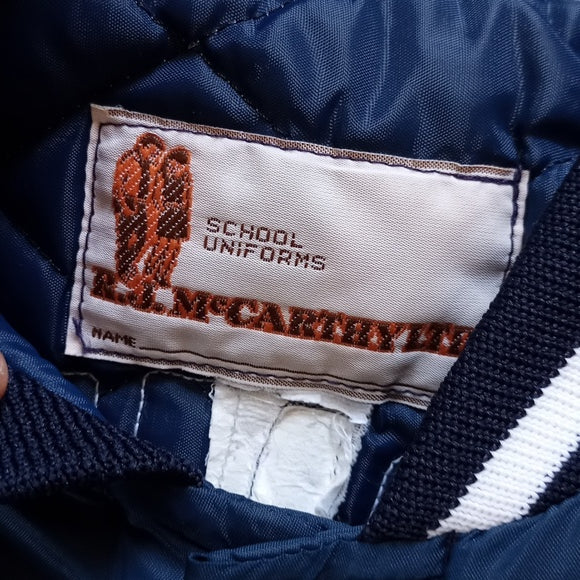 SCHOOL
UNIFORMS
R.J. McCARTHY LTD
NAME